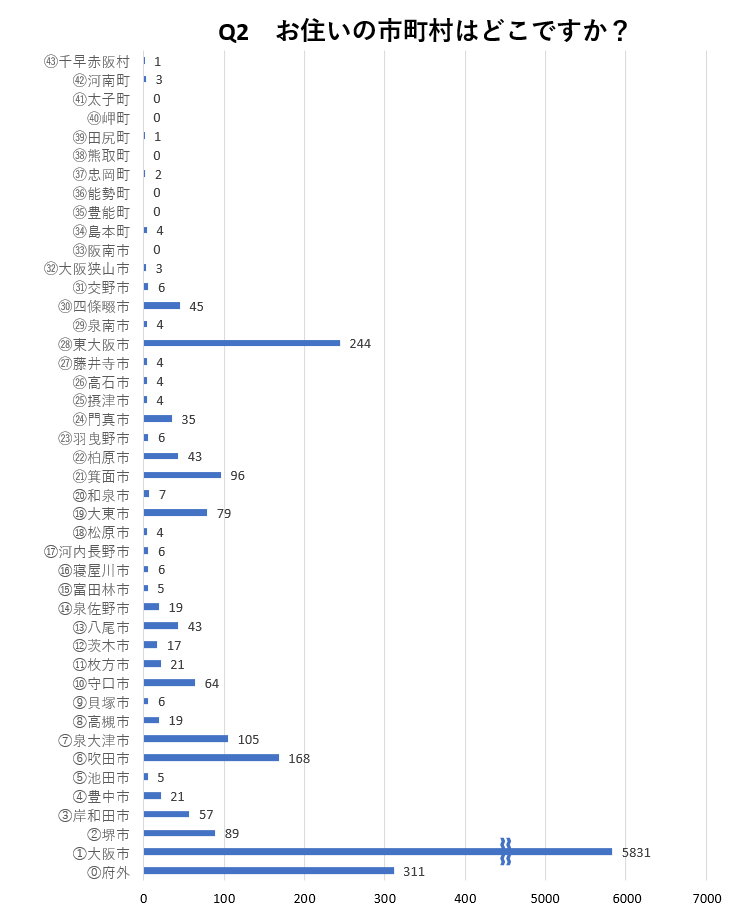 Q2　お住いの市町村はどこですか？
㊸千早赤阪村 1
㊷河南町 3
㊶太子町 0
㊵岬町 0
㊴田尻町 1
㊳熊取町 0
㊲忠岡町 2
㊱能勢町 0
㉟豊能町 0
㉞島本町 4
㉝阪南市 0
㉜大阪狭山市 3
㉛交野市 6
㉚四條畷市 45
㉙泉南市 4
㉘東大阪市 244
㉗藤井寺市 4
㉖高石市 4
㉕摂津市 4
㉔門真市 35
㉓羽曳野市 6
㉒柏原市 43
㉑箕面市 96
⑳和泉市 7
⑲大東市 79
⑱松原市 4
⑰河内長野市 6
⑯寝屋川市 6
⑮富田林市 5
⑭泉佐野市 19
⑬八尾市 43
⑫茨木市 17
⑪枚方市 21
⑩守口市 64
⑨貝塚市 6
⑧高槻市 19
⑦泉大津市 105
⑥吹田市 168
⑤池田市 5
④豊中市 21
③岸和田市 57
②堺市 89
①大阪市 5831
⓪府外 311
0 100 200 300 400 5000 6000 7000